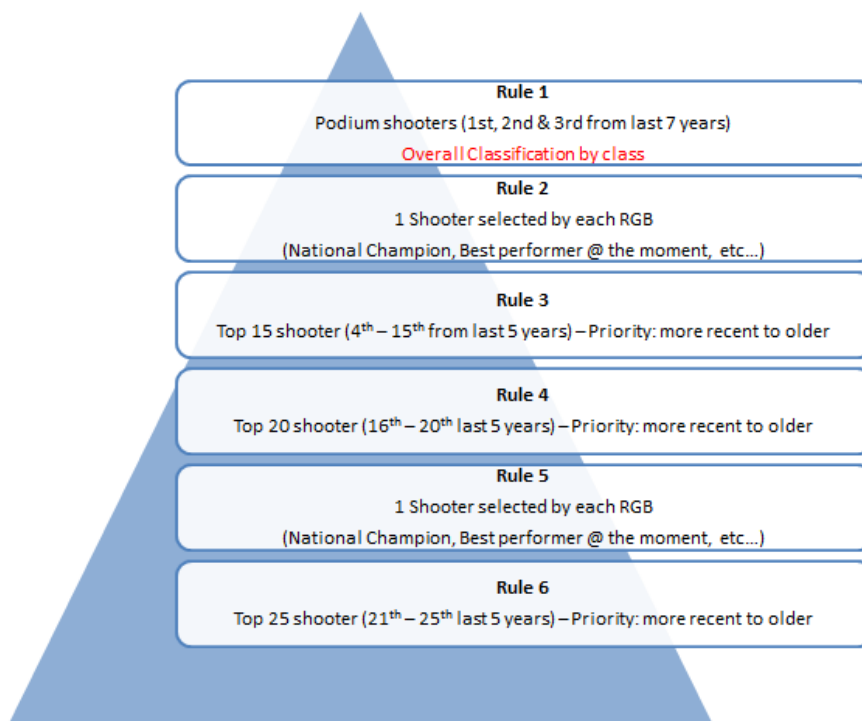 Rule 1
Podium shooters (1st, 2nd & 3rd from last 7 years)
Overall Classification by class
Rule 2
1 Shooter selected by each RGB
(National Champion, Best performer @ the moment, etc...)
Rule 3
Top 15 shooter (4th – 15th from last 5 years) – Priority: more recent to older
Rule 4
Top 20 shooter (16th – 20th last 5 years) – Priority: more recent to older
Rule 5
1 Shooter selected by each RGB
(National Champion, Best performer @ the moment, etc...)
Rule 6
Top 25 shooter (21th – 25th last 5 years) – Priority: more recent to older